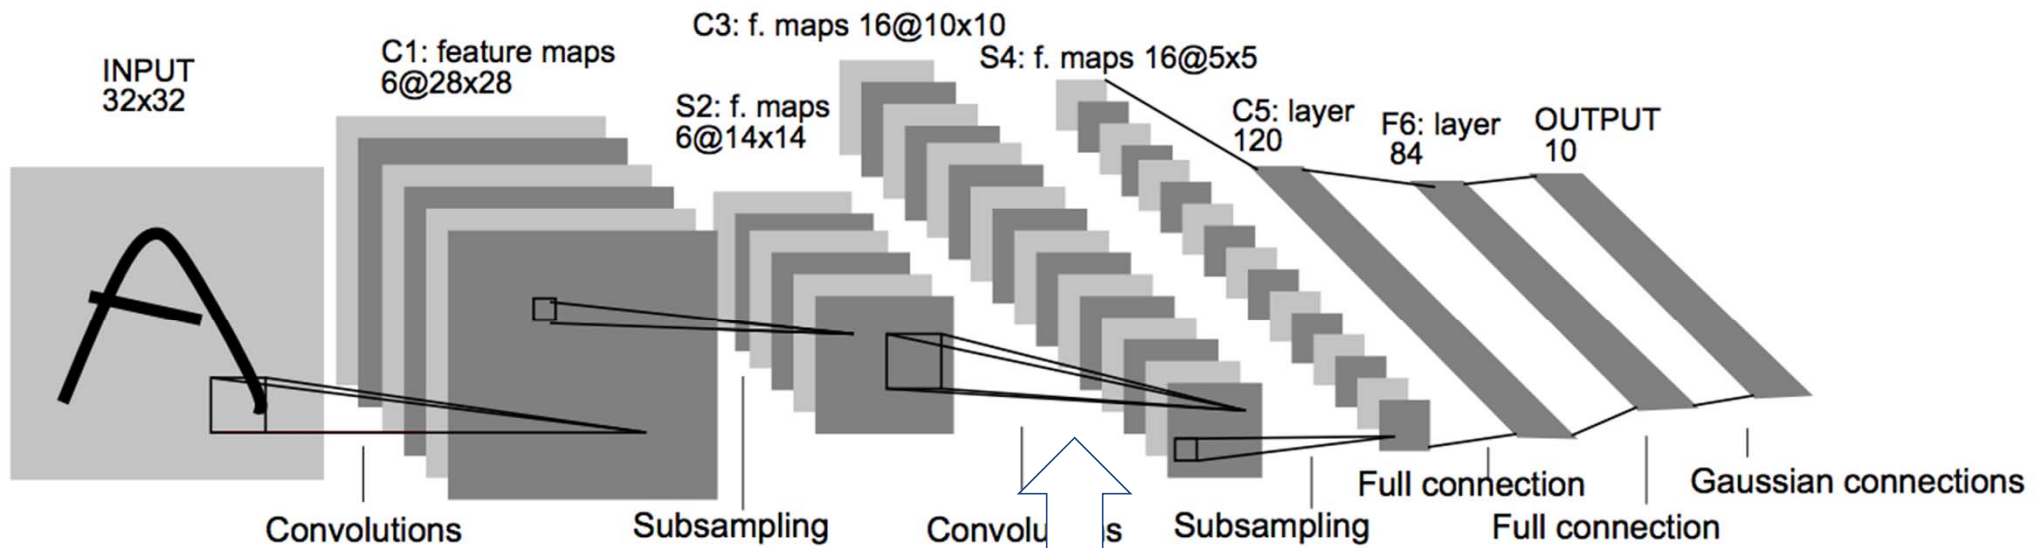 INPUT
32x32
C1: feature maps
6@28x28
S2: f. maps
6@14x14
C3: f. maps 16@10x10
S4: f. maps 16@5x5
C5: layer
120
F6: layer
84
OUTPUT
10
Convolutions
Subsampling
Subsampling
Full connection
Full connection
Gaussian connections